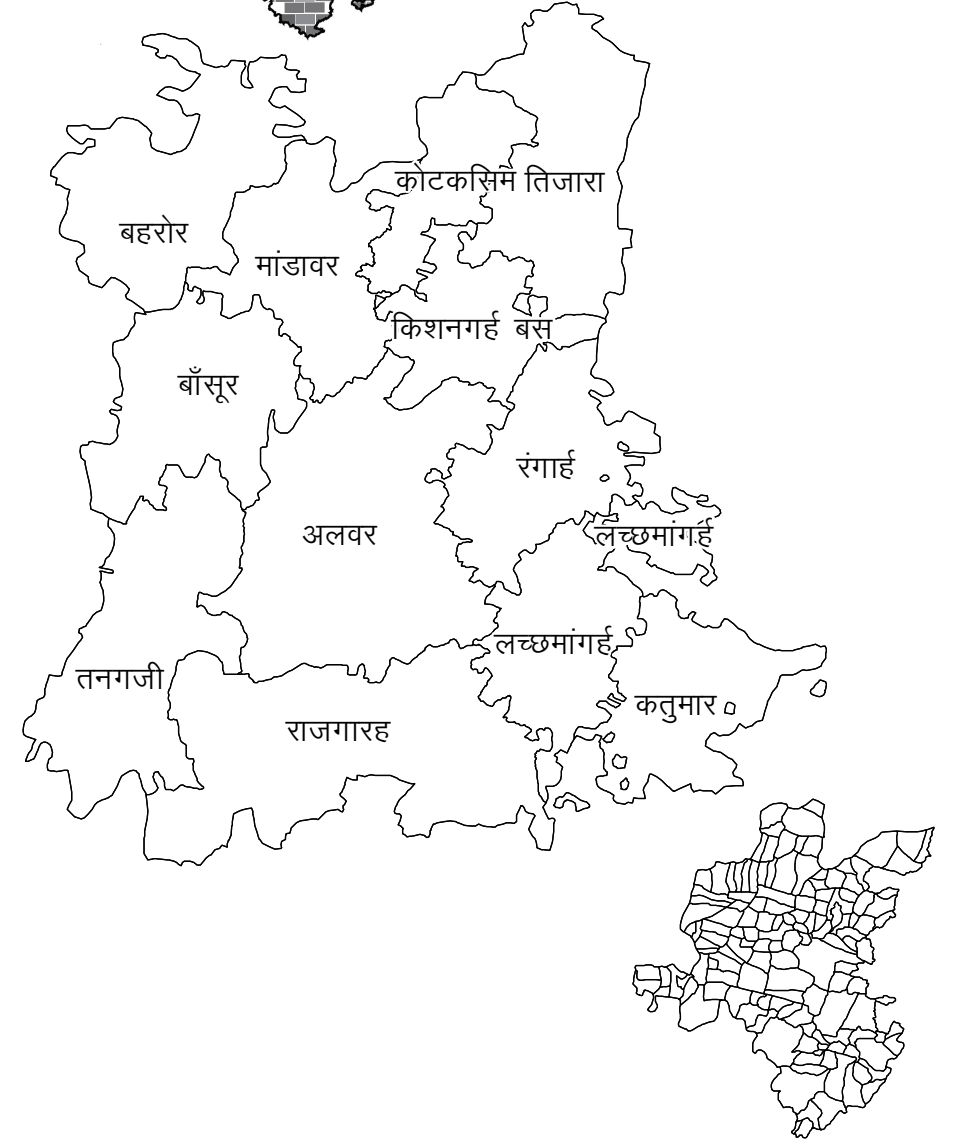 कोटकसिम तिजारा
बहरोर
मांडावर
किशनगर्ह बस
बाँसूर
रंगार्ह
अलवर
लच्छमांगर्ह
लच्छमांगर्ह
तनगजी
कतुमार
राजगारह